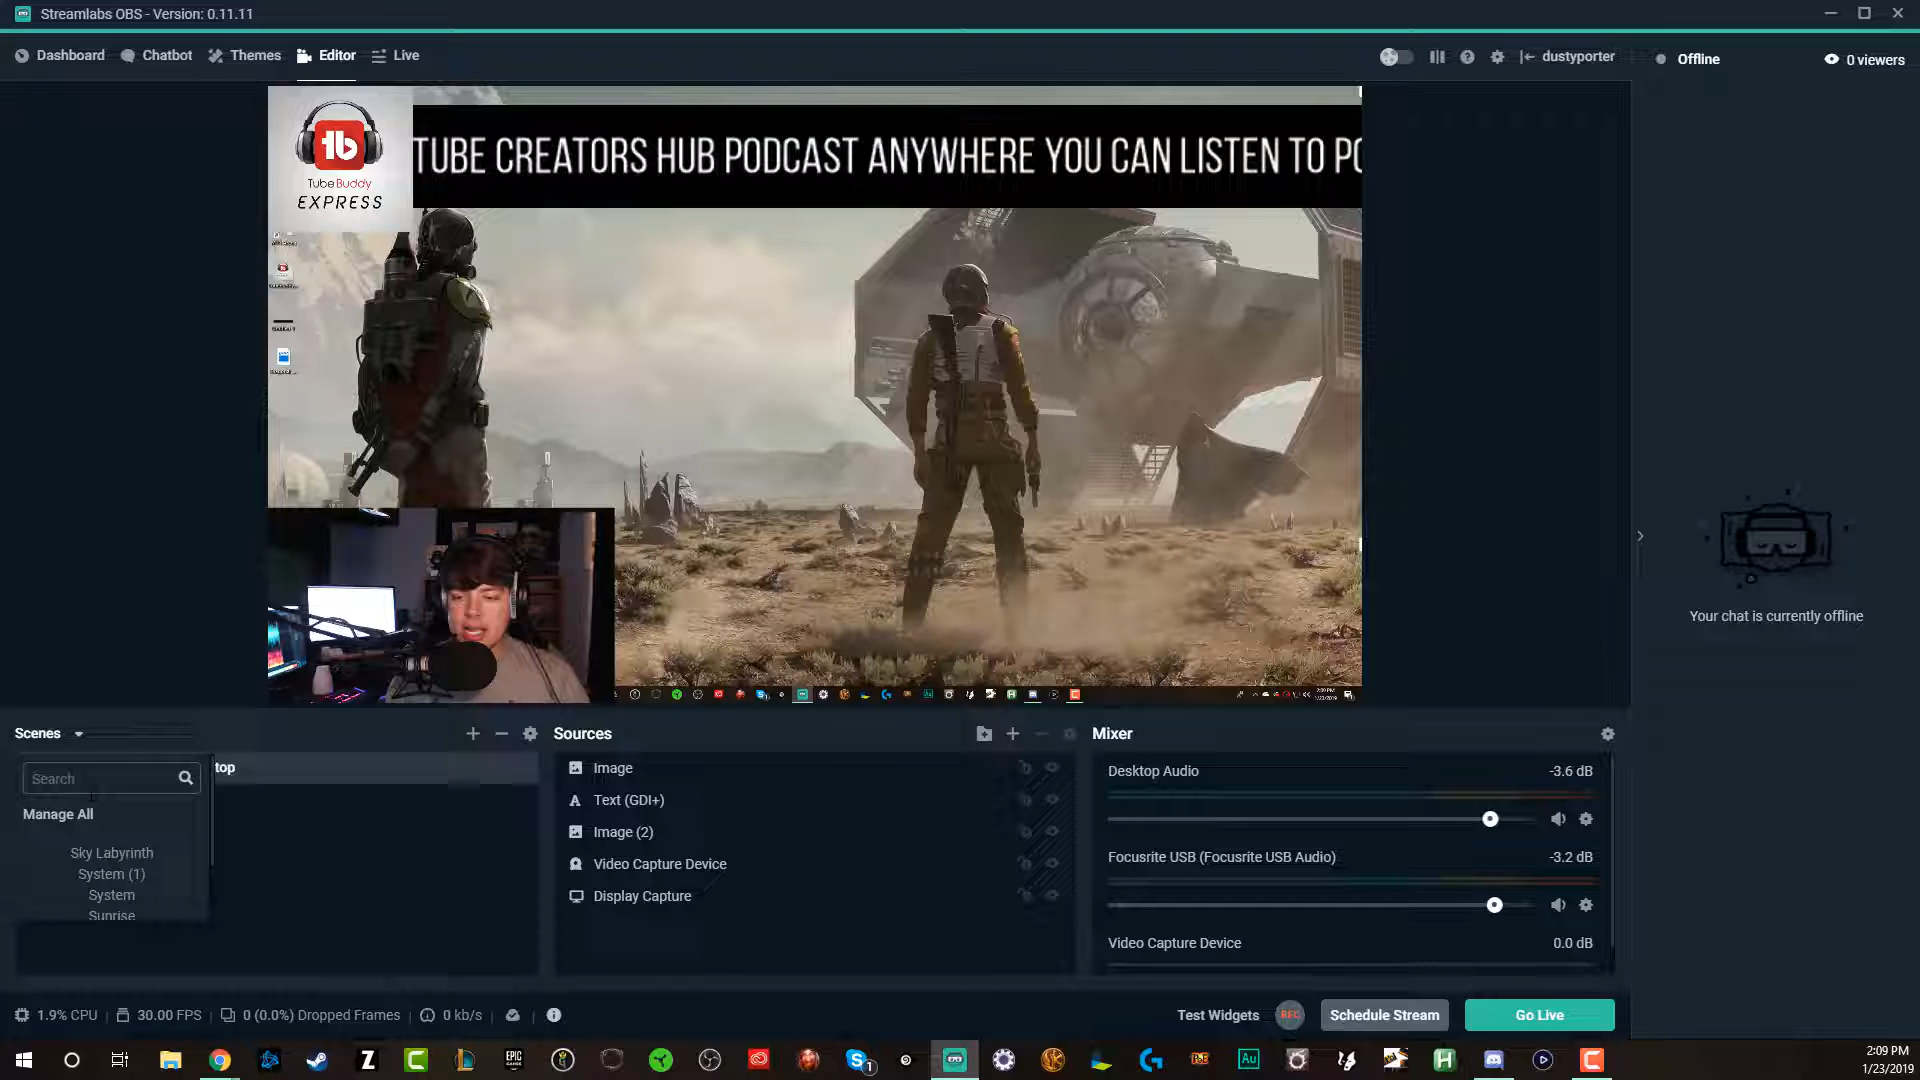 Streamlabs OBS - Version: 0.11.11
Dashboard
Chatbot
Themes
Editor
Live
dustyporter
Offline
0 viewers
TubeBuddy
EXPRESS
TUBE CREATORS HUB PODCAST ANYWHERE YOU CAN LISTEN TO PO
Your chat is currently offline
Scenes
Search
top
Manage All
Sky Labyrinth
System (1)
System
Sunrise
Sources
Image
Text (GDI+)
Image (2)
Video Capture Device
Display Capture
Mixer
Desktop Audio
-3.6 dB
Focusrite USB (Focusrite USB Audio)
-3.2 dB
Video Capture Device
0.0 dB
1.9% CPU
30.00 FPS
0 (0.0%) Dropped Frames
0 kb/s
Test Widgets
REC
Schedule Stream
Go Live
2:09 PM
1/23/2019